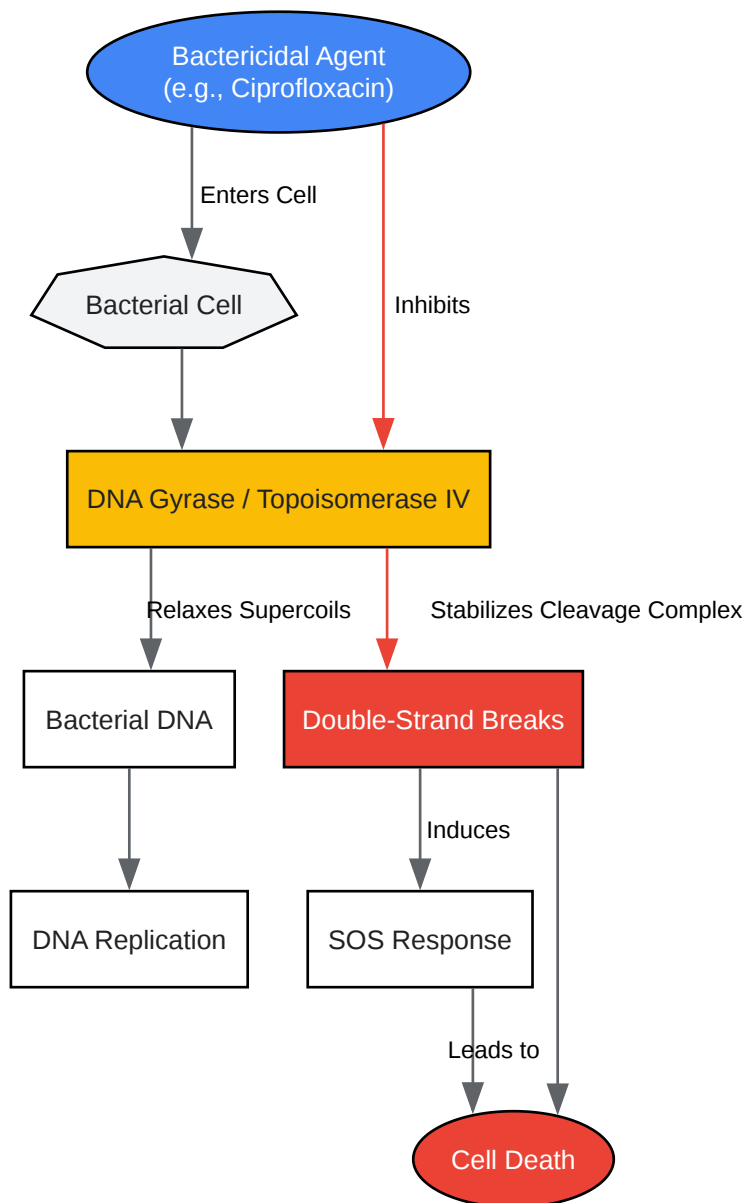 Bactericidal Agent
(e.g., Ciprofloxacin)
Enters Cell
Bacterial Cell
Inhibits
DNA Gyrase / Topoisomerase IV
Relaxes Supercoils
Stabilizes Cleavage Complex
Bacterial DNA
Double-Strand Breaks
Induces
DNA Replication
SOS Response
Leads to
Cell Death